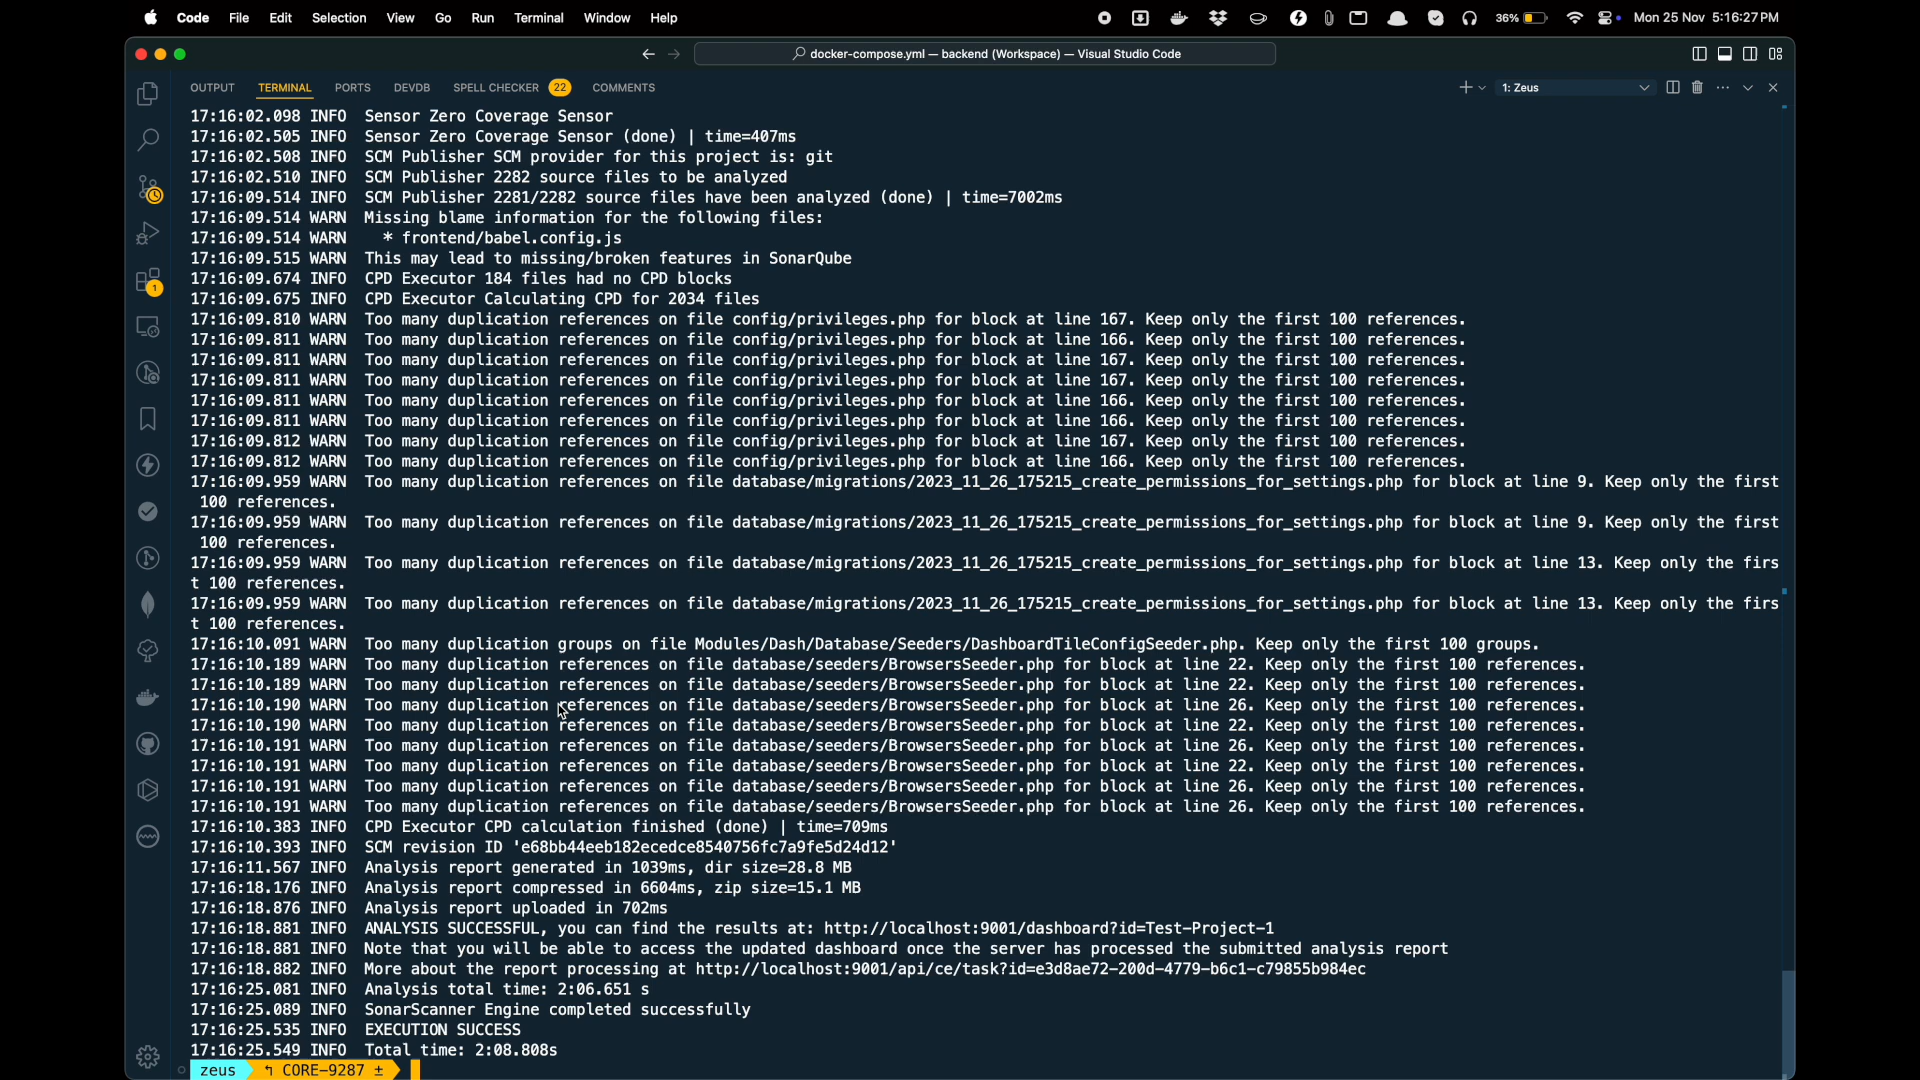 Code File Edit Selection View Go Run Terminal Window Help 36% Mon 25 Nov 5:16:27 PM
docker-compose.yml — backend (Workspace) — Visual Studio Code
OUTPUT TERMINAL PORTS DEVDB SPELL CHECKER 22 COMMENTS 1: Zeus
17:16:02.098 INFO Sensor Zero Coverage Sensor
17:16:02.505 INFO Sensor Zero Coverage Sensor (done) | time=407ms
17:16:02.508 INFO SCM Publisher SCM provider for this project is: git
17:16:02.510 INFO SCM Publisher 2282 source files to be analyzed
17:16:09.514 INFO SCM Publisher 2281/2282 source files have been analyzed (done) | time=7002ms
17:16:09.514 WARN Missing blame information for the following files:
17:16:09.514 WARN * frontend/babel.config.js
17:16:09.515 WARN This may lead to missing/broken features in SonarQube
17:16:09.674 INFO CPD Executor 184 files had no CPD blocks
17:16:09.675 INFO CPD Executor Calculating CPD for 2034 files
17:16:09.810 WARN Too many duplication references on file config/privileges.php for block at line 167. Keep only the first 100 references.
17:16:09.811 WARN Too many duplication references on file config/privileges.php for block at line 166. Keep only the first 100 references.
17:16:09.811 WARN Too many duplication references on file config/privileges.php for block at line 167. Keep only the first 100 references.
17:16:09.811 WARN Too many duplication references on file config/privileges.php for block at line 167. Keep only the first 100 references.
17:16:09.811 WARN Too many duplication references on file config/privileges.php for block at line 166. Keep only the first 100 references.
17:16:09.811 WARN Too many duplication references on file config/privileges.php for block at line 166. Keep only the first 100 references.
17:16:09.812 WARN Too many duplication references on file config/privileges.php for block at line 167. Keep only the first 100 references.
17:16:09.812 WARN Too many duplication references on file config/privileges.php for block at line 166. Keep only the first 100 references.
17:16:09.959 WARN Too many duplication references on file database/migrations/2023_11_26_175215_create_permissions_for_settings.php for block at line 9. Keep only the first
100 references.
17:16:09.959 WARN Too many duplication references on file database/migrations/2023_11_26_175215_create_permissions_for_settings.php for block at line 9. Keep only the first
100 references.
17:16:09.959 WARN Too many duplication references on file database/migrations/2023_11_26_175215_create_permissions_for_settings.php for block at line 13. Keep only the firs
t 100 references.
17:16:09.959 WARN Too many duplication references on file database/migrations/2023_11_26_175215_create_permissions_for_settings.php for block at line 13. Keep only the firs
t 100 references.
17:16:10.091 WARN Too many duplication groups on file Modules/Dash/Database/Seeders/DashboardTileConfigSeeder.php. Keep only the first 100 groups.
17:16:10.189 WARN Too many duplication references on file database/seeders/BrowsersSeeder.php for block at line 22. Keep only the first 100 references.
17:16:10.189 WARN Too many duplication references on file database/seeders/BrowsersSeeder.php for block at line 22. Keep only the first 100 references.
17:16:10.190 WARN Too many duplication references on file database/seeders/BrowsersSeeder.php for block at line 26. Keep only the first 100 references.
17:16:10.190 WARN Too many duplication references on file database/seeders/BrowsersSeeder.php for block at line 22. Keep only the first 100 references.
17:16:10.191 WARN Too many duplication references on file database/seeders/BrowsersSeeder.php for block at line 26. Keep only the first 100 references.
17:16:10.191 WARN Too many duplication references on file database/seeders/BrowsersSeeder.php for block at line 22. Keep only the first 100 references.
17:16:10.191 WARN Too many duplication references on file database/seeders/BrowsersSeeder.php for block at line 26. Keep only the first 100 references.
17:16:10.191 WARN Too many duplication references on file database/seeders/BrowsersSeeder.php for block at line 26. Keep only the first 100 references.
17:16:10.383 INFO CPD Executor CPD calculation finished (done) | time=709ms
17:16:10.393 INFO SCM revision ID 'e68bb44eeb182ecedce8540756fc7a9fe5d24d12'
17:16:11.567 INFO Analysis report generated in 1039ms, dir size=28.8 MB
17:16:18.176 INFO Analysis report compressed in 6604ms, zip size=15.1 MB
17:16:18.876 INFO Analysis report uploaded in 702ms
17:16:18.881 INFO ANALYSIS SUCCESSFUL, you can find the results at: http://localhost:9001/dashboard?id=Test-Project-1
17:16:18.881 INFO Note that you will be able to access the updated dashboard once the server has processed the submitted analysis report
17:16:18.882 INFO More about the report processing at http://localhost:9001/api/ce/task?id=e3d8ae72-200d-4779-b6c1-c79855b984ec
17:16:25.081 INFO Analysis total time: 2:06.651 s
17:16:25.089 INFO SonarScanner Engine completed successfully
17:16:25.535 INFO EXECUTION SUCCESS
17:16:25.549 INFO Total time: 2:08.808s
zeus ↰ CORE-9287 ±
1